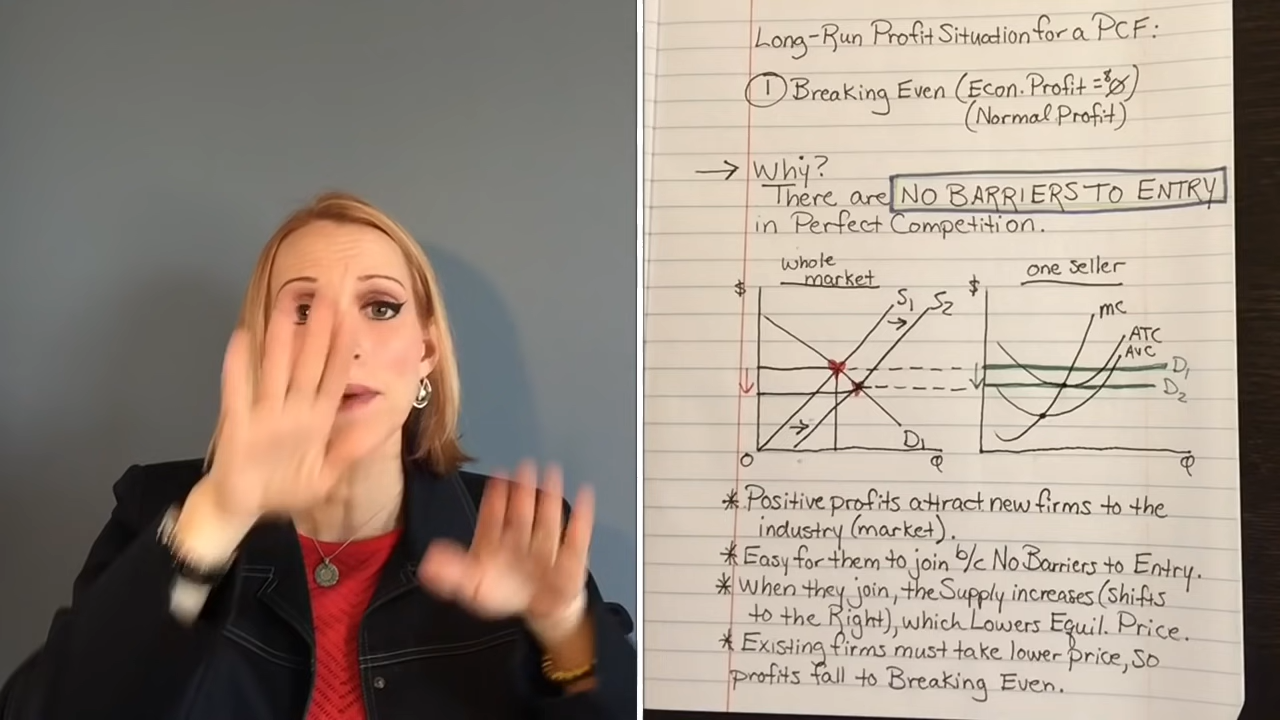 Long-Run Profit Situation for a PCF:
① Breaking Even (Econ. Profit = $0)
(Normal Profit)
→ Why?
There are NO BARRIERS TO ENTRY
in Perfect Competition.
whole
market
one seller
$
S1
S2
D1
0
Q
$
MC
ATC
AVC
D1
D2
Q
* Positive profits attract new firms to the
industry (market).
* Easy for them to join b/c No Barriers to Entry.
* When they join, the Supply increases (shifts
to the Right), which Lowers Equil. Price.
* Existing firms must take lower price, so
profits fall to Breaking Even.